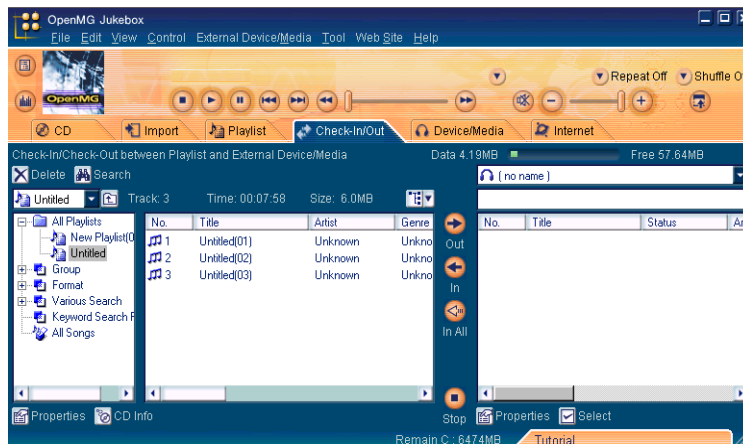 OpenMG Jukebox
File Edit View Control External Device/Media Tool Web Site Help
OpenMG
Repeat Off Shuffle O
CD Import Playlist Check-In/Out Device/Media Internet
Check-In/Check-Out between Playlist and External Device/Media Data 4.19MB Free 57.64MB
Delete Search ( no name )
Untitled Track: 3 Time: 00:07:58 Size: 6.0MB
All Playlists
New Playlist(0
Untitled
Group
Format
Various Search
Keyword Search F
All Songs
No. Title Artist Genre
1 Untitled(01) Unknown Unkno
2 Untitled(02) Unknown Unkno
3 Untitled(03) Unknown Unkno
Out
In
In All
Stop
No. Title Status Ar
Properties CD Info
Properties Select
Remain C : 6474MB Tutorial